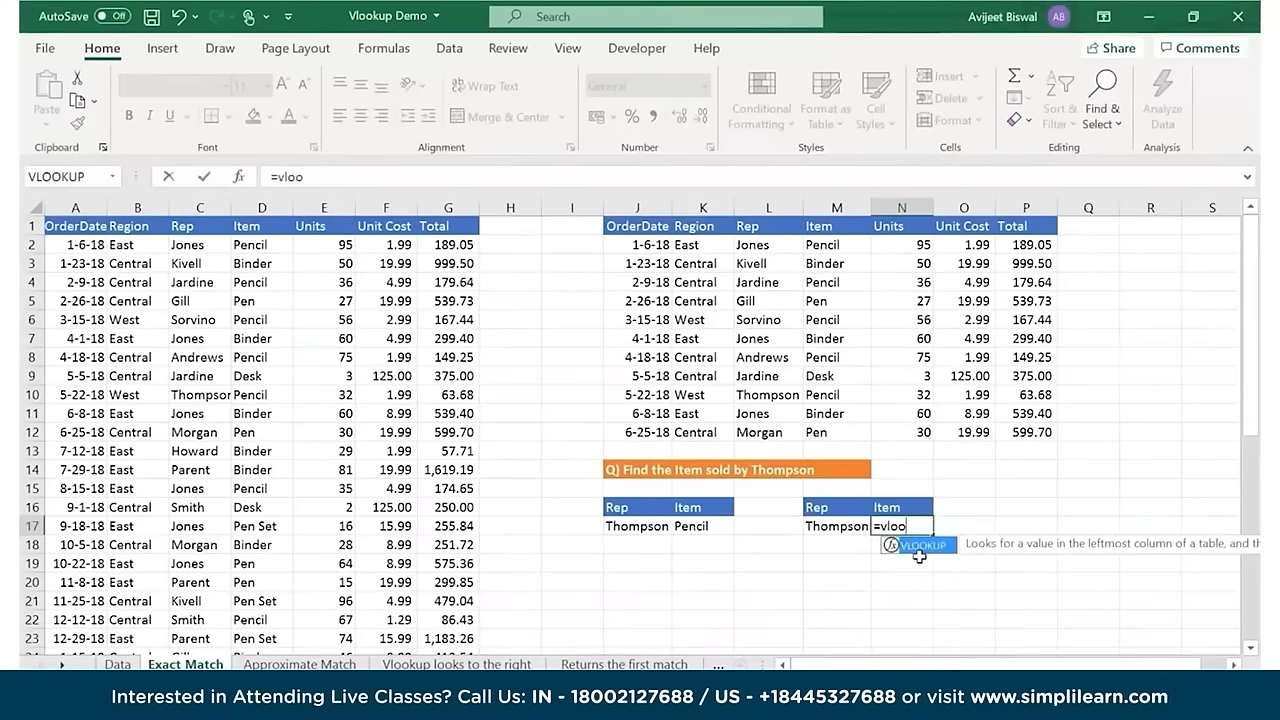 AutoSave Off Vlookup Demo Search Avijeet Biswal AB
File Home Insert Draw Page Layout Formulas Data Review View Developer Help Share Comments
Paste 11 A A Wrap Text General Conditional Formatting Format as Table Cell Styles Insert Sort & Filter Find & Select Analyze Data
B I U A Merge & Center % Delete
Format
Clipboard Font Alignment Number Styles Cells Editing Analysis
VLOOKUP fx =vloo
A B C D E F G H I J K L M N O P Q R S
1 OrderDate Region Rep Item Units Unit Cost Total OrderDate Region Rep Item Units Unit Cost Total
2 1-6-18 East Jones Pencil 95 1.99 189.05 1-6-18 East Jones Pencil 95 1.99 189.05
3 1-23-18 Central Kivell Binder 50 19.99 999.50 1-23-18 Central Kivell Binder 50 19.99 999.50
4 2-9-18 Central Jardine Pencil 36 4.99 179.64 2-9-18 Central Jardine Pencil 36 4.99 179.64
5 2-26-18 Central Gill Pen 27 19.99 539.73 2-26-18 Central Gill Pen 27 19.99 539.73
6 3-15-18 West Sorvino Pencil 56 2.99 167.44 3-15-18 West Sorvino Pencil 56 2.99 167.44
7 4-1-18 East Jones Binder 60 4.99 299.40 4-1-18 East Jones Binder 60 4.99 299.40
8 4-18-18 Central Andrews Pencil 75 1.99 149.25 4-18-18 Central Andrews Pencil 75 1.99 149.25
9 5-5-18 Central Jardine Desk 3 125.00 375.00 5-5-18 Central Jardine Desk 3 125.00 375.00
10 5-22-18 West Thompsor Pencil 32 1.99 63.68 5-22-18 West Thompson Pencil 32 1.99 63.68
11 6-8-18 East Jones Binder 60 8.99 539.40 6-8-18 East Jones Binder 60 8.99 539.40
12 6-25-18 Central Morgan Pen 30 19.99 599.70 6-25-18 Central Morgan Pen 30 19.99 599.70
13 7-12-18 East Howard Binder 29 1.99 57.71
14 7-29-18 East Parent Binder 81 19.99 1,619.19 Q) Find the Item sold by Thompson
15 8-15-18 East Jones Pencil 35 4.99 174.65
16 9-1-18 Central Smith Desk 2 125.00 250.00 Rep Item Rep Item
17 9-18-18 East Jones Pen Set 16 15.99 255.84 Thompson Pencil Thompson =vloo
18 10-5-18 Central Morgan Binder 28 8.99 251.72 fx VLOOKUP Looks for a value in the leftmost column of a table, and th
19 10-22-18 East Jones Pen 64 8.99 575.36
20 11-8-18 East Parent Pen 15 19.99 299.85
21 11-25-18 Central Kivell Pen Set 96 4.99 479.04
22 12-12-18 Central Smith Pencil 67 1.29 86.43
23 12-29-18 East Parent Pen Set 74 15.99 1,183.26
Data Exact Match Approximate Match Vlookup looks to the right Returns the first match ...
Interested in Attending Live Classes? Call Us: IN - 18002127688 / US - +18445327688 or visit www.simplilearn.com